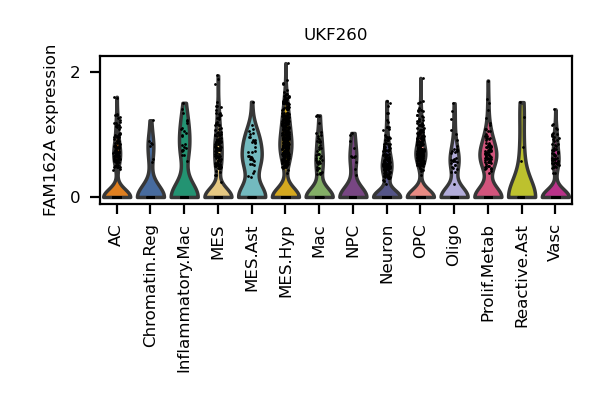 UKF260
FAM162A expression
2
0
AC
Chromatin.Reg
Inflammatory.Mac
MES
MES.Ast
MES.Hyp
Mac
NPC
Neuron
OPC
Oligo
Prolif.Metab
Reactive.Ast
Vasc